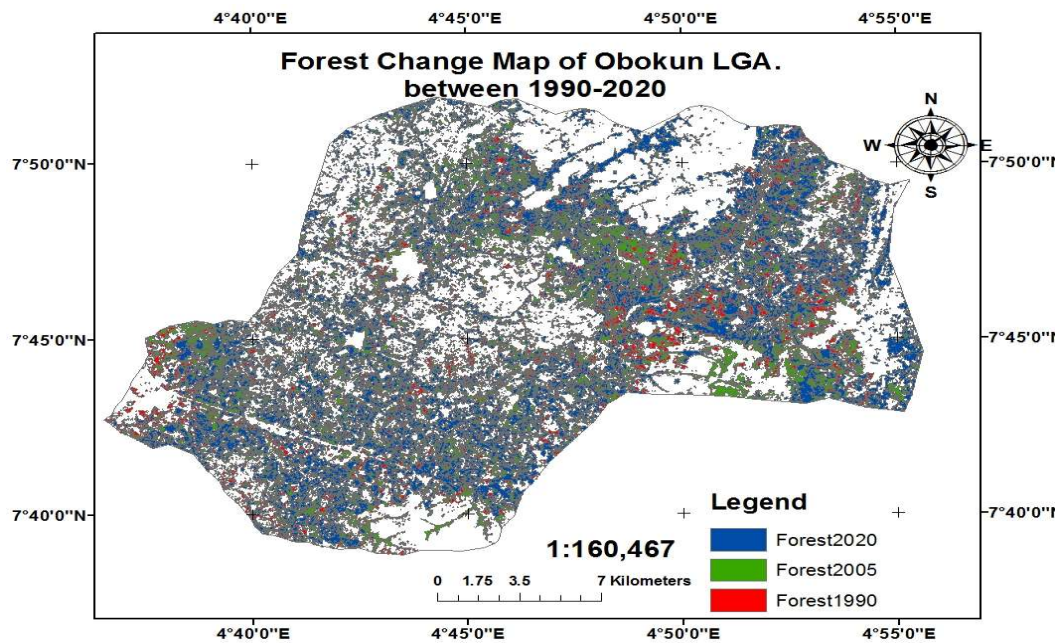 4°40'0"E 4°45'0"E 4°50'0"E 4°55'0"E
Forest Change Map of Obokun LGA.
between 1990-2020
N
W E
S
7°50'0"N 7°50'0"N
7°45'0"N 7°45'0"N
7°40'0"N 7°40'0"N
Legend
Forest2020
Forest2005
Forest1990
1:160,467
0 1.75 3.5 7 Kilometers
4°40'0"E 4°45'0"E 4°50'0"E 4°55'0"E